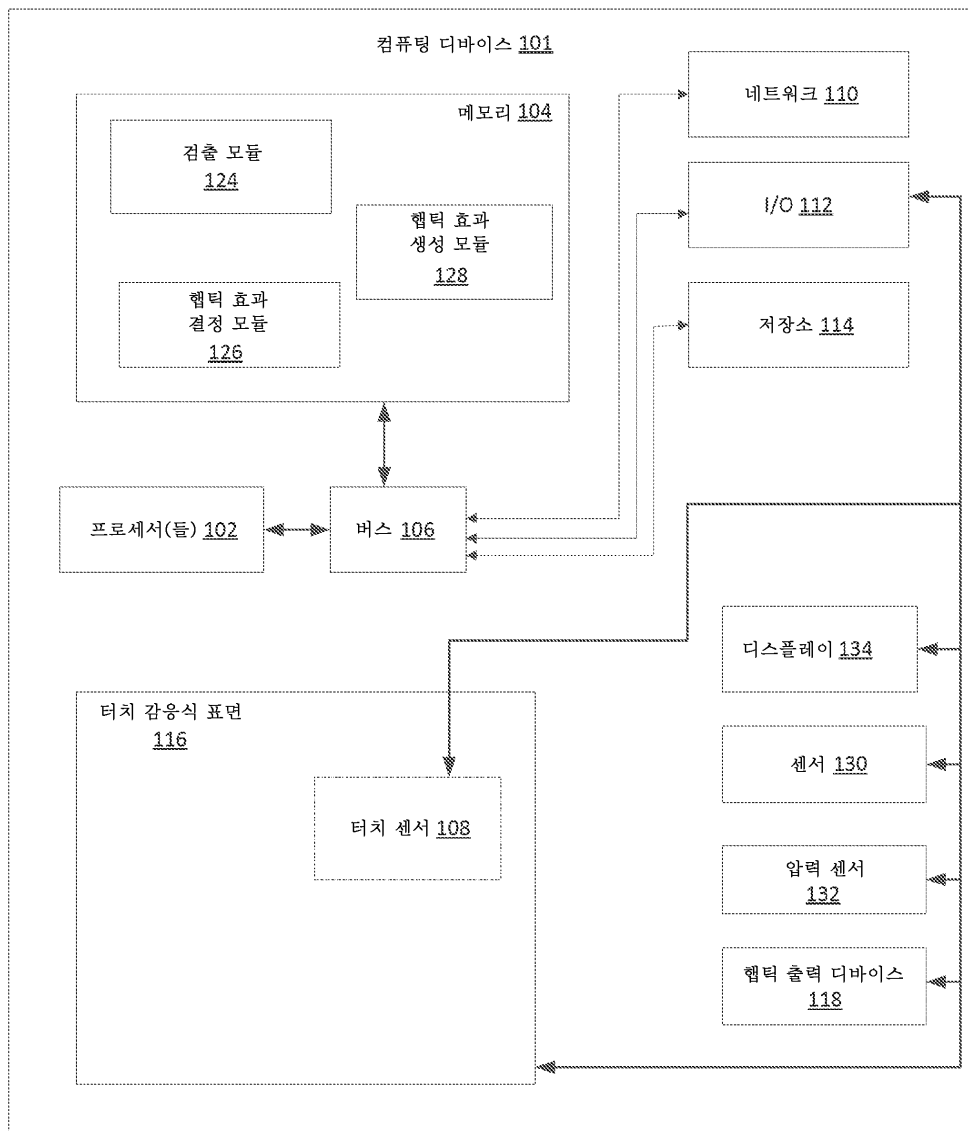 컴퓨팅 디바이스 101
메모리 104
검출 모듈
124
햅틱 효과
생성 모듈
128
햅틱 효과
결정 모듈
126
네트워크 110
I/O 112
저장소 114
프로세서(들) 102
버스 106
터치 감응식 표면
116
터치 센서 108
디스플레이 134
센서 130
압력 센서
132
햅틱 출력 디바이스
118